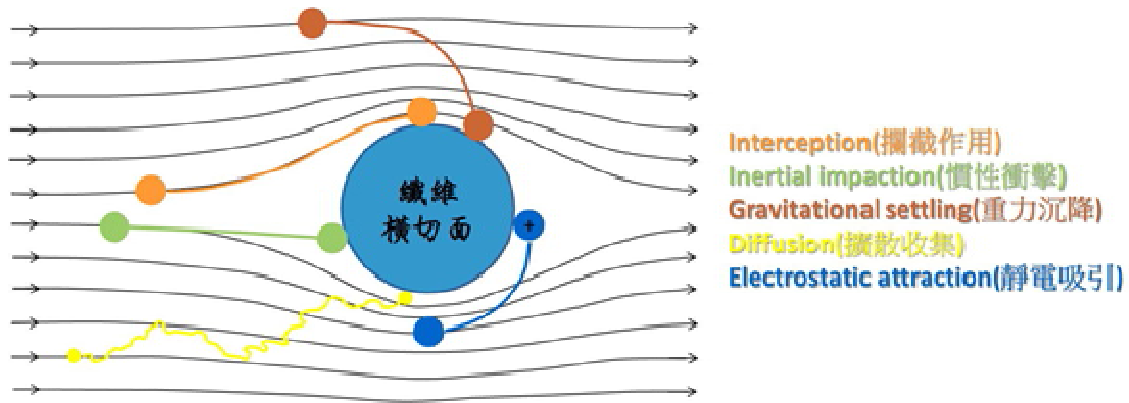 纖維
橫切面
+
Interception(攔截作用)
Inertial impaction(慣性衝擊)
Gravitational settling(重力沉降)
Diffusion(擴散收集)
Electrostatic attraction(靜電吸引)